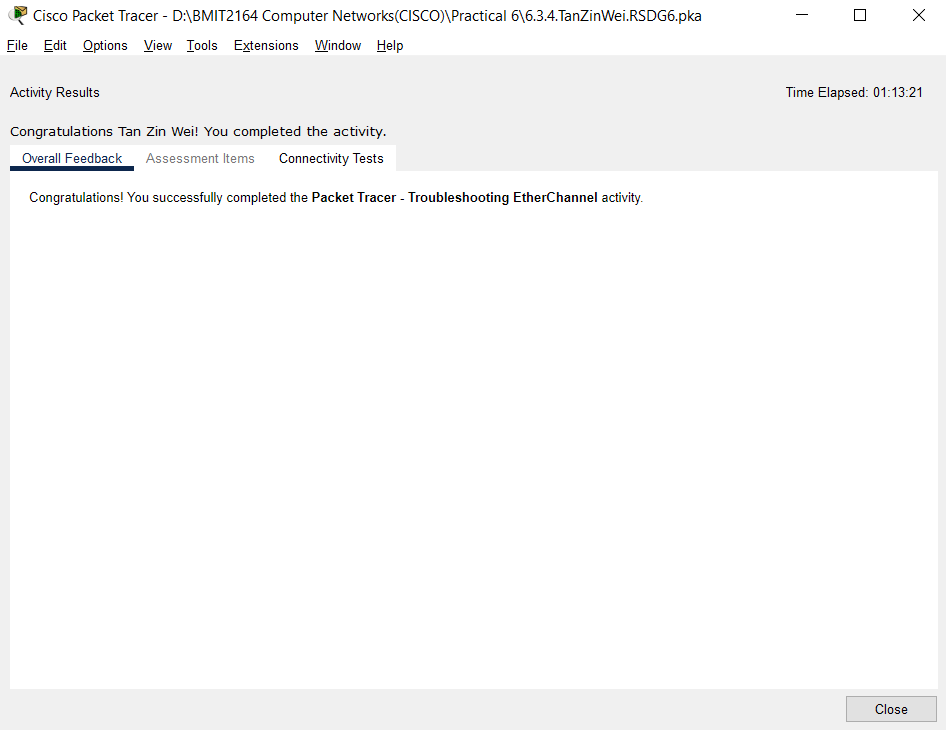 Cisco Packet Tracer - D:\BMIT2164 Computer Networks(CISCO)\Practical 6\6.3.4.TanZinWei.RSDG6.pka
File Edit Options View Tools Extensions Window Help
Activity Results Time Elapsed: 01:13:21
Congratulations Tan Zin Wei! You completed the activity.
Overall Feedback Assessment Items Connectivity Tests
Congratulations! You successfully completed the Packet Tracer - Troubleshooting EtherChannel activity.
Close